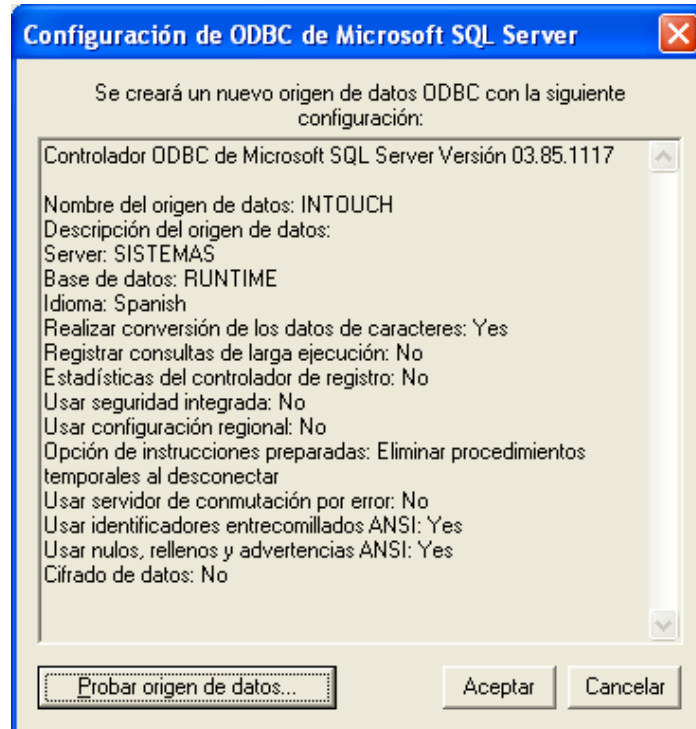 Configuración de ODBC de Microsoft SQL Server
Se creará un nuevo origen de datos ODBC con la siguiente
configuración:
Controlador ODBC de Microsoft SQL Server Versión 03.85.1117
Nombre del origen de datos: INTOUCH
Descripción del origen de datos:
Server: SISTEMAS
Base de datos: RUNTIME
Idioma: Spanish
Realizar conversión de los datos de caracteres: Yes
Registrar consultas de larga ejecución: No
Estadísticas del controlador de registro: No
Usar seguridad integrada: No
Usar configuración regional: No
Opción de instrucciones preparadas: Eliminar procedimientos
temporales al desconectar
Usar servidor de conmutación por error: No
Usar identificadores entrecomillados ANSI: Yes
Usar nulos, rellenos y advertencias ANSI: Yes
Cifrado de datos: No
Probar origen de datos... Aceptar Cancelar